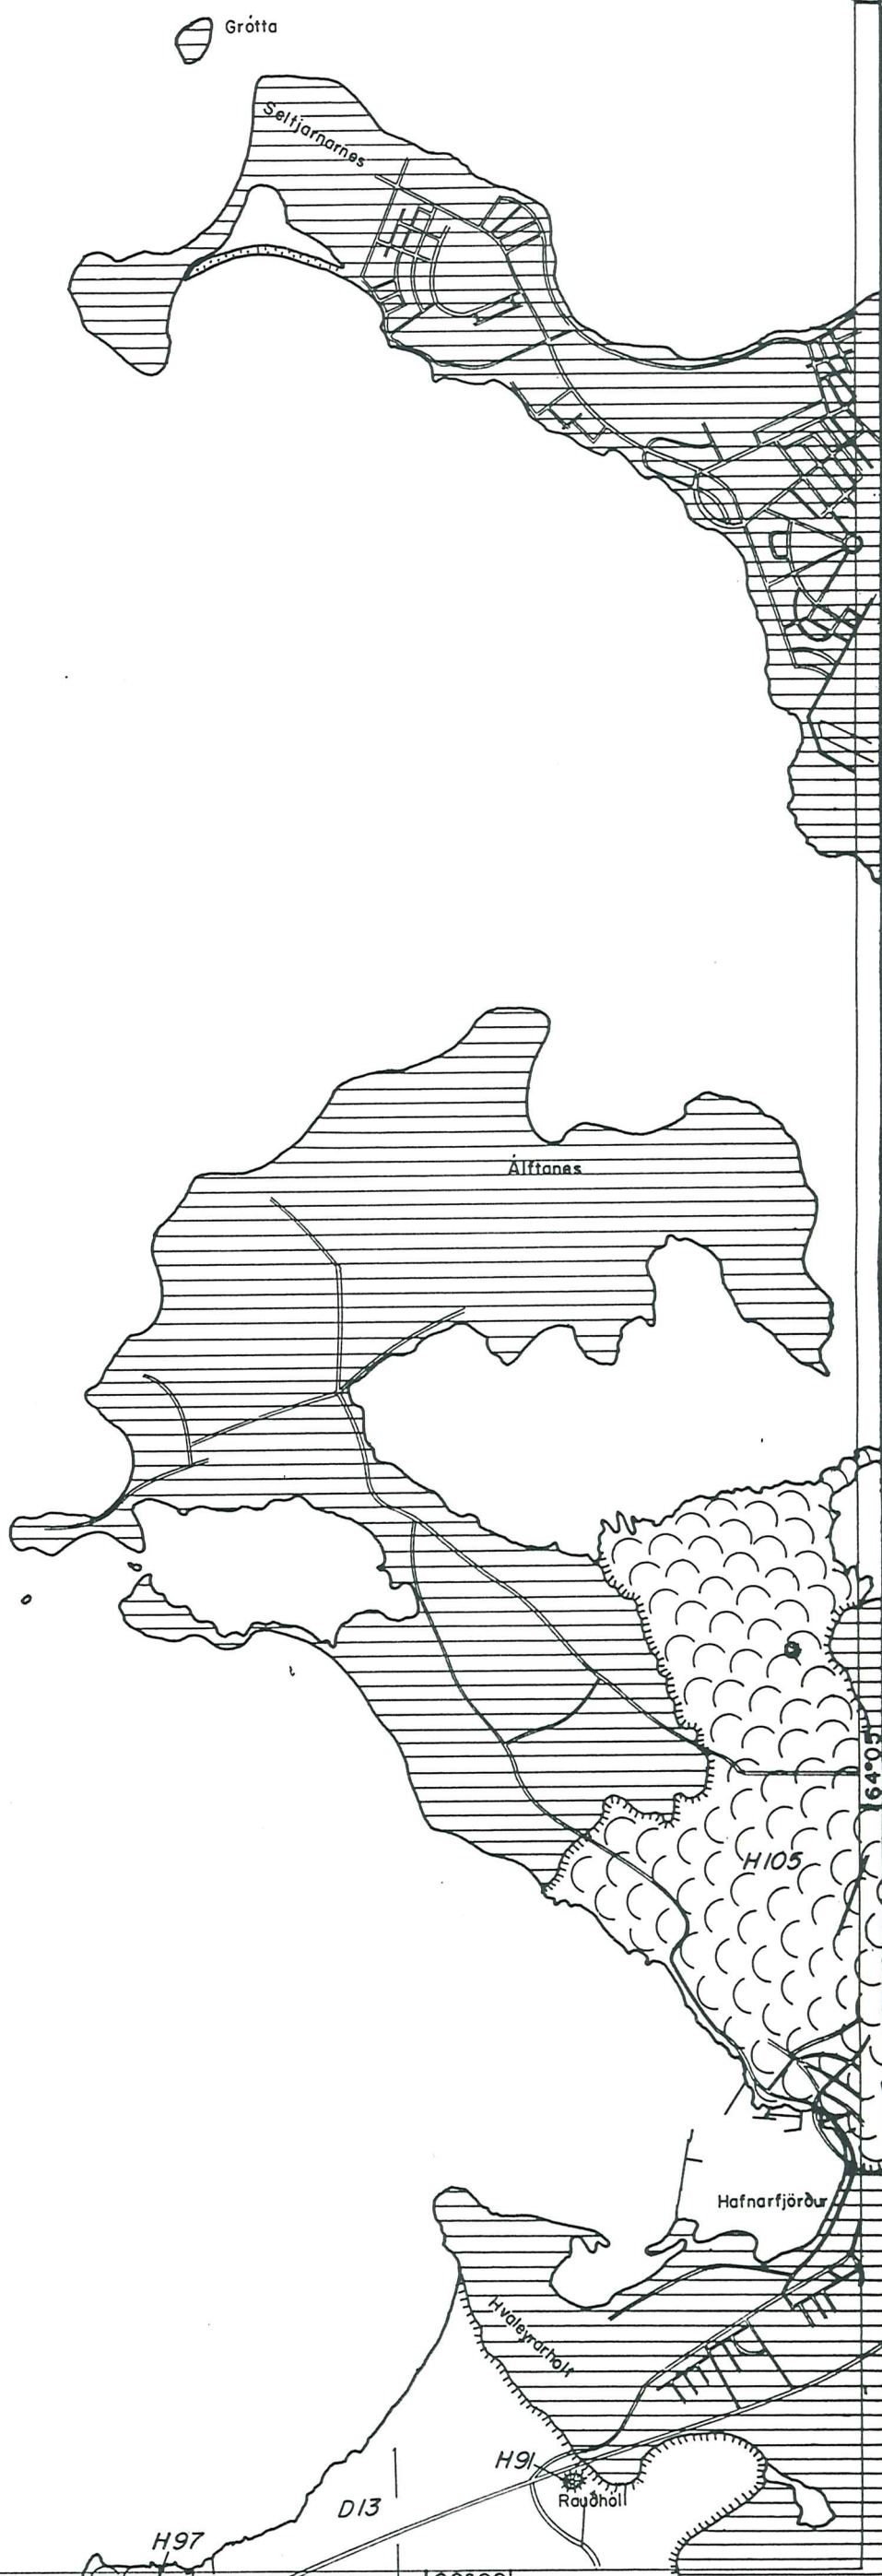 Grótta
Seltjarnarnes
Álftanes
64°05'
H105
Hafnarfjörður
Hvaleyrarholt
H91
Rauðhóll
D13
H97